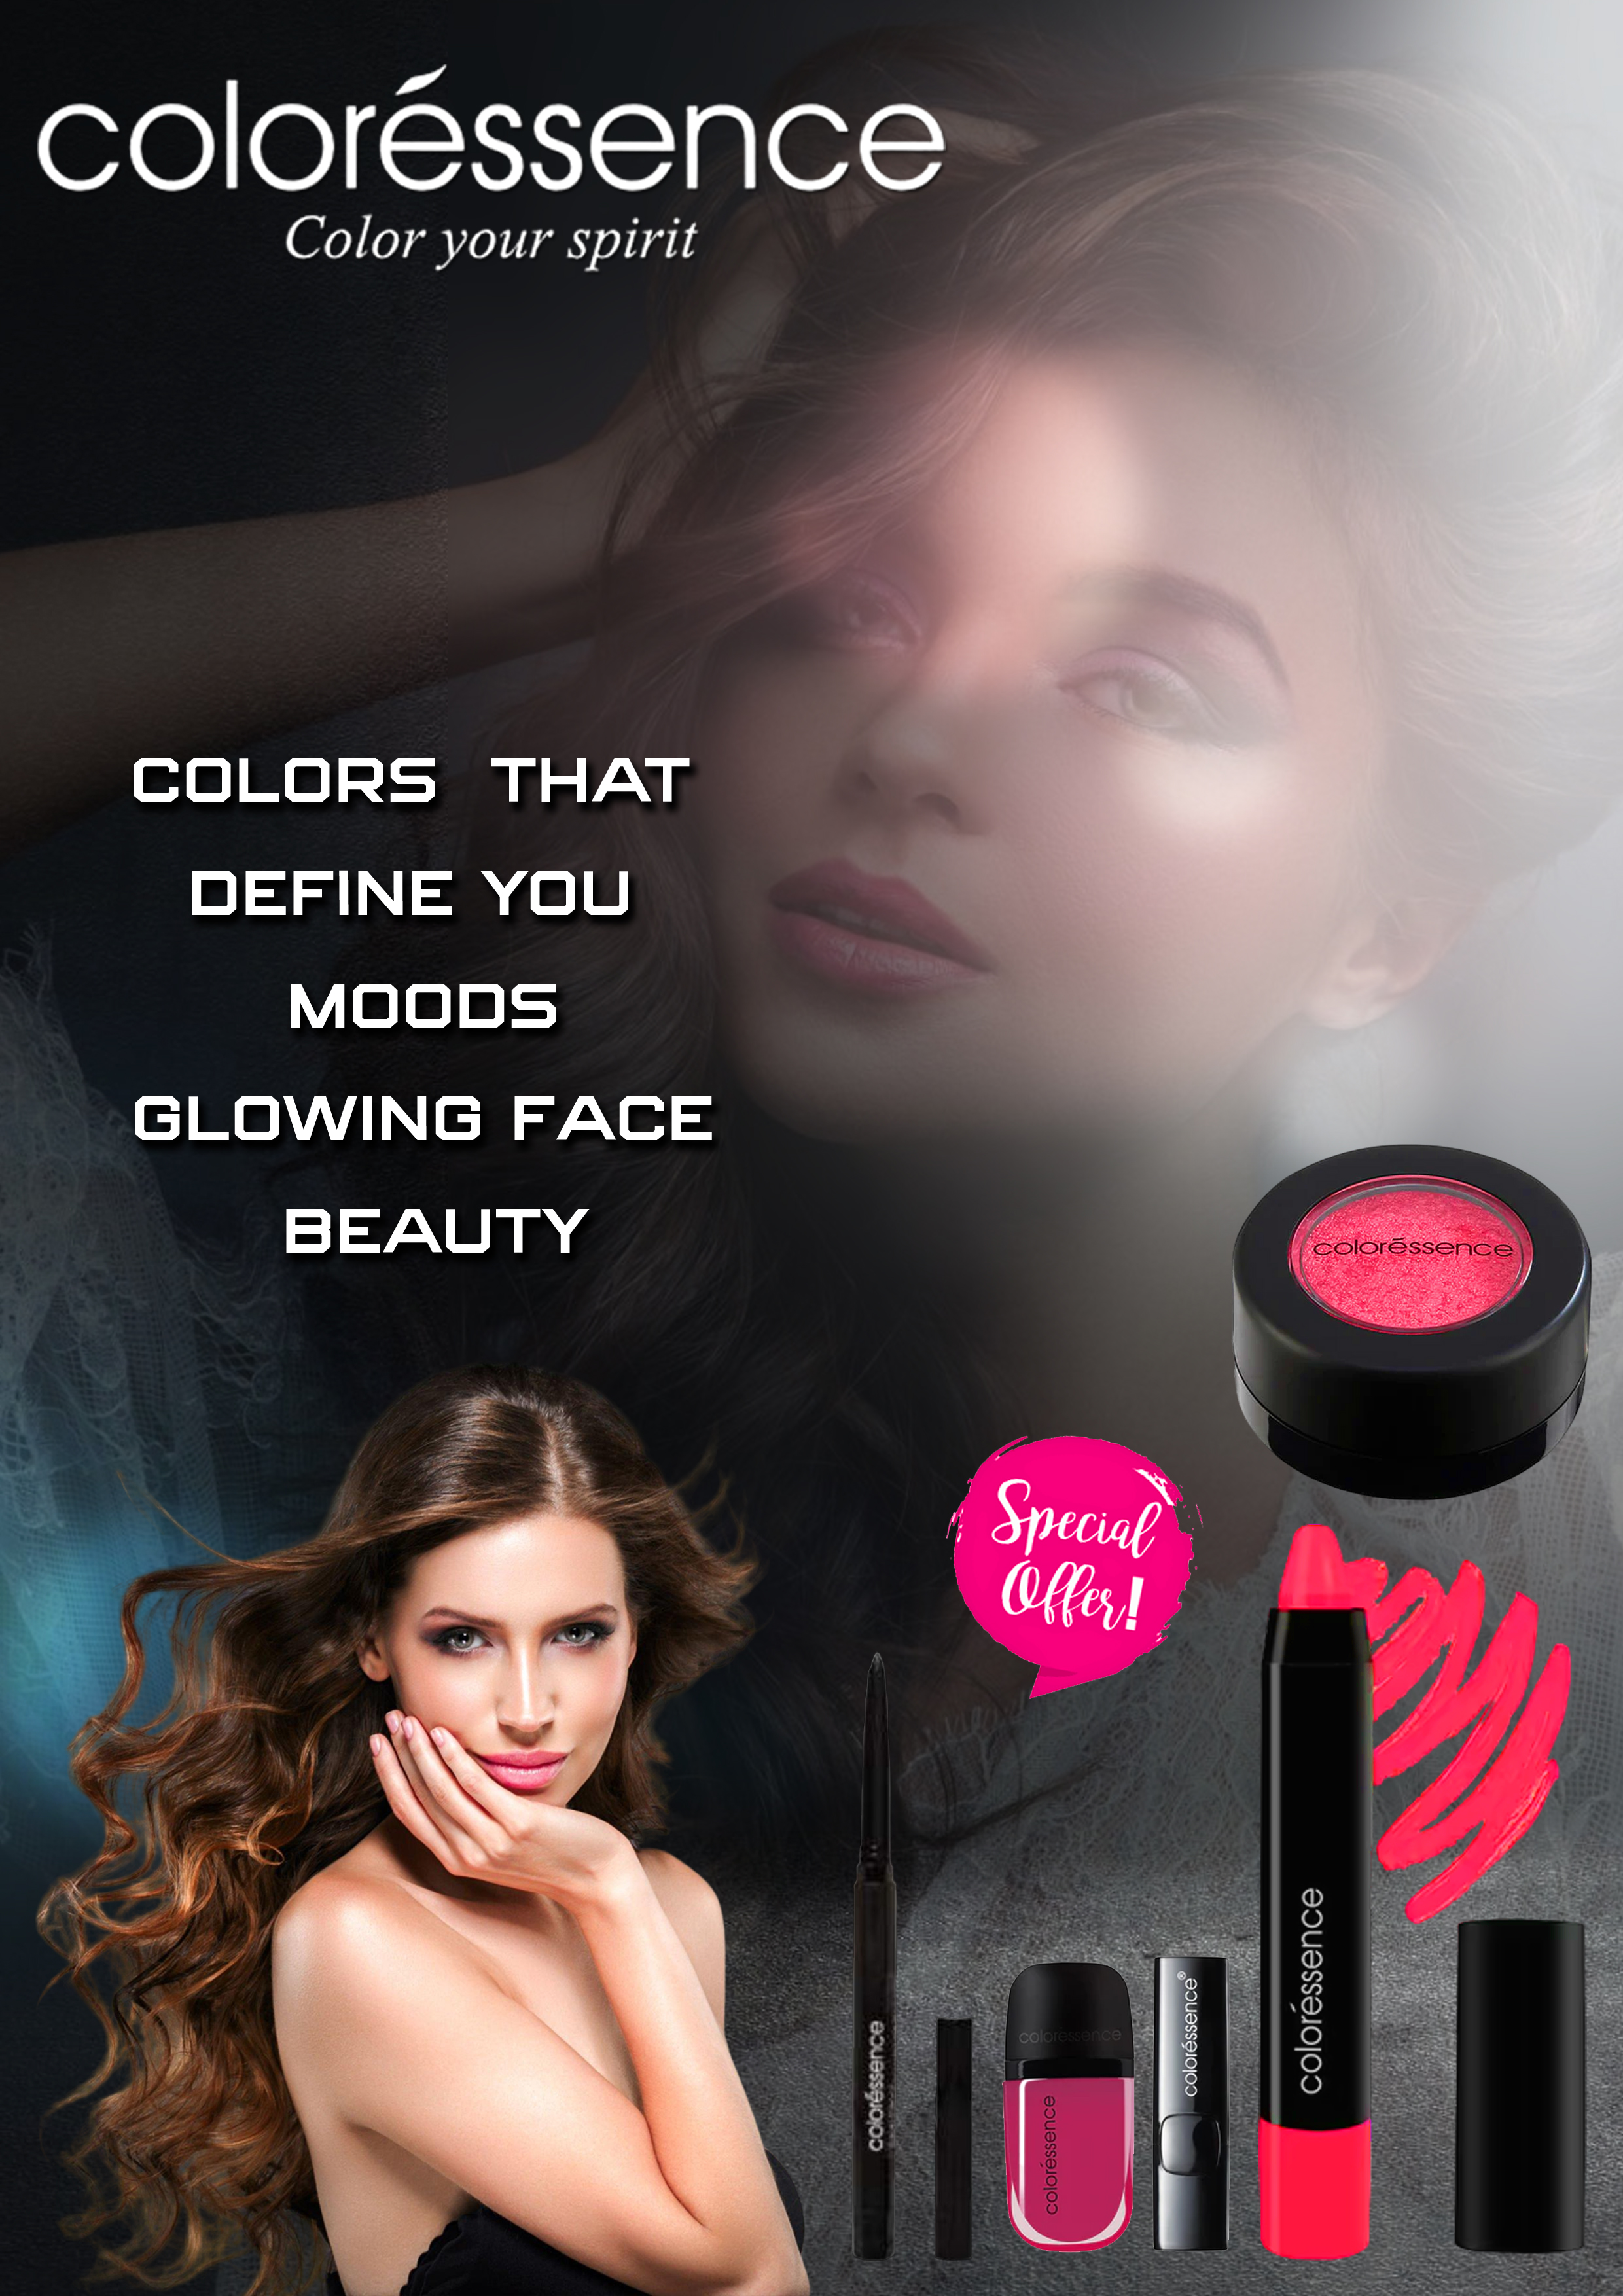 coloréssence
Color your spirit
COLORS THAT
DEFINE YOU
MOODS
GLOWING FACE
BEAUTY
coloréssence
Special
Offer!
coloréssence
coloréssence
coloréssence
coloréssence®
coloréssence